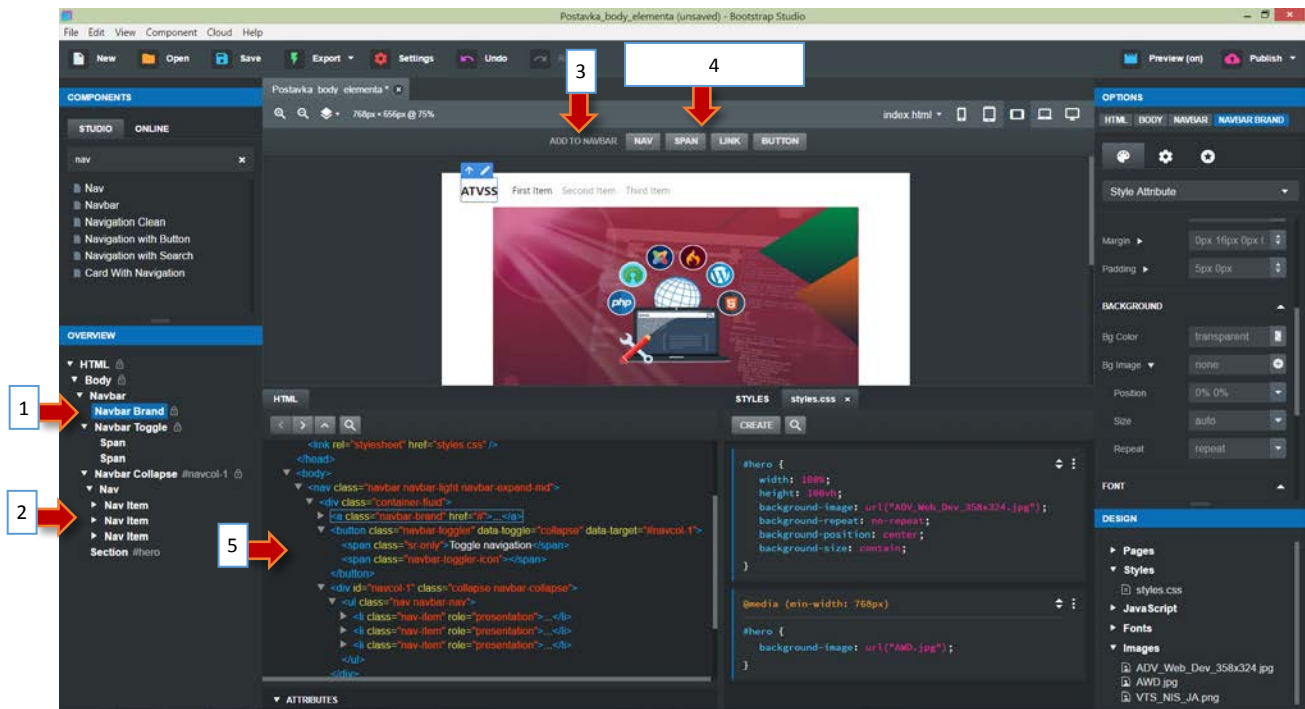 Postavka_body_elementa (unsaved) - Bootstrap Studio
File Edit View Component Cloud Help
New Open Save Export Settings Undo Preview (on) Publish
3
4
COMPONENTS
STUDIO ONLINE
nav
Nav
Navbar
Navigation Clean
Navigation with Button
Navigation with Search
Card With Navigation
OVERVIEW
HTML
Body
Navbar
1
Navbar Brand
Navbar Toggle
Span
Span
Navbar Collapse #navcol-1
Nav
2
Nav Item
Nav Item
Nav Item
Section #hero
Postavka_body_elementa *
768px × 656px @ 75%
index.html
ADD TO NAVBAR NAV SPAN LINK BUTTON
ATVSS First Item Second Item Third Item
php
HTML
<link rel="stylesheet" href="styles.css" />
</head>
<body>
<nav class="navbar navbar-light navbar-expand-md">
<div class="container-fluid">
<a class="navbar-brand" href="#">...</a>
<button class="navbar-toggler" data-toggle="collapse" data-target="#navcol-1">
5
<span class="sr-only">Toggle navigation</span>
<span class="navbar-toggler-icon"></span>
</button>
<div id="navcol-1" class="collapse navbar-collapse">
<ul class="nav navbar-nav">
<li class="nav-item" role="presentation">...</li>
<li class="nav-item" role="presentation">...</li>
<li class="nav-item" role="presentation">...</li>
</ul>
</div>
ATTRIBUTES
STYLES styles.css ×
CREATE
#hero {
width: 100%;
height: 100vh;
background-image: url("ADV_Web_Dev_358x324.jpg");
background-repeat: no-repeat;
background-position: center;
background-size: contain;
}
@media (min-width: 768px)
#hero {
background-image: url("AWD.jpg");
}
OPTIONS
HTML BODY NAVBAR NAVBAR BRAND
Style Attribute
Margin 0px 16px 0px
Padding 5px 0px
BACKGROUND
Bg Color transparent
Bg Image none
Position 0% 0%
Size auto
Repeat repeat
FONT
DESIGN
Pages
Styles
styles.css
JavaScript
Fonts
Images
ADV_Web_Dev_358x324.jpg
AWD.jpg
VTS_NIS_JA.png